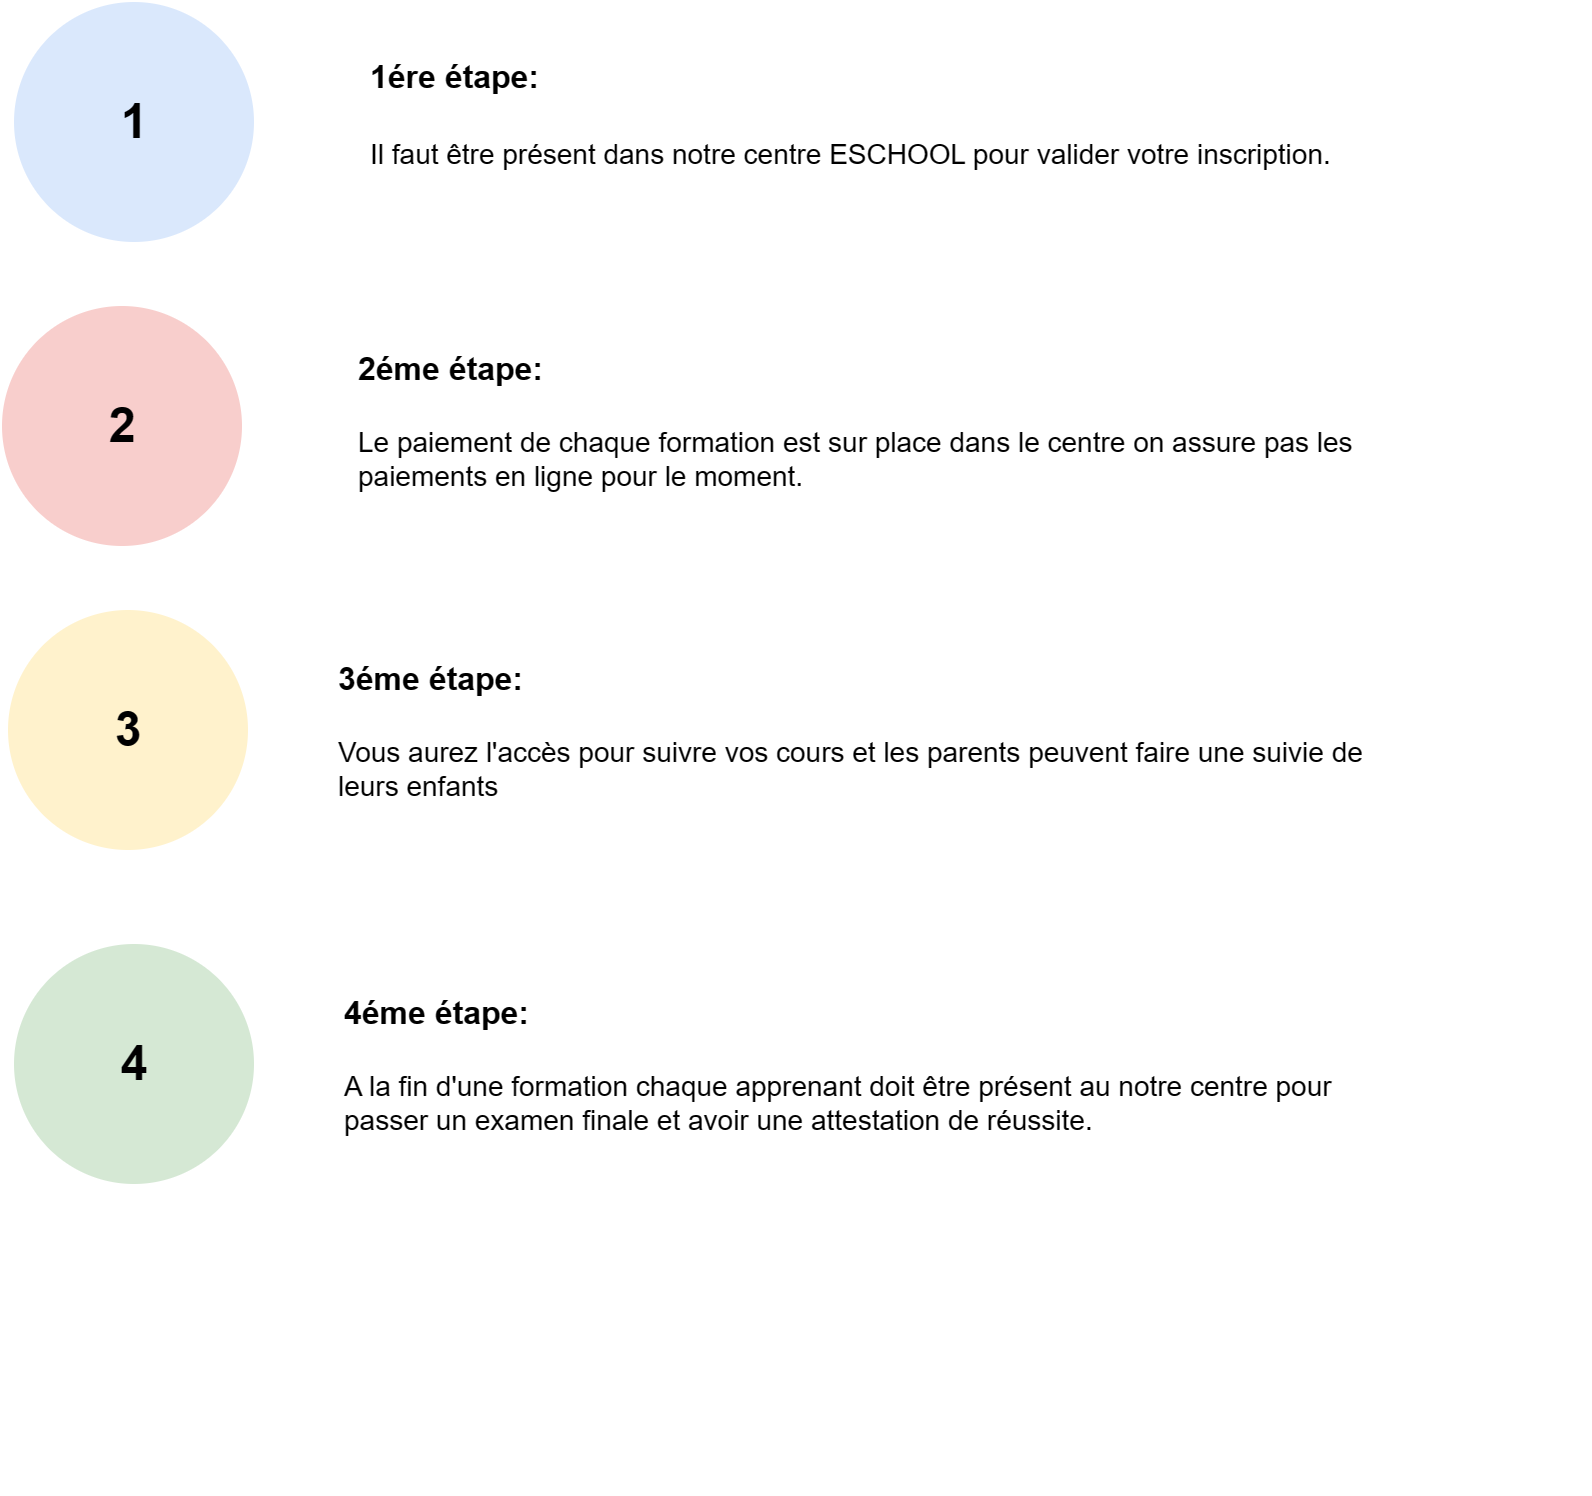 1
1ére étape:
Il faut être présent dans notre centre ESCHOOL pour valider votre inscription.
2
2éme étape:
Le paiement de chaque formation est sur place dans le centre on assure pas les
paiements en ligne pour le moment.
3
3éme étape:
Vous aurez l'accès pour suivre vos cours et les parents peuvent faire une suivie de
leurs enfants
4
4éme étape:
A la fin d'une formation chaque apprenant doit être présent au notre centre pour
passer un examen finale et avoir une attestation de réussite.